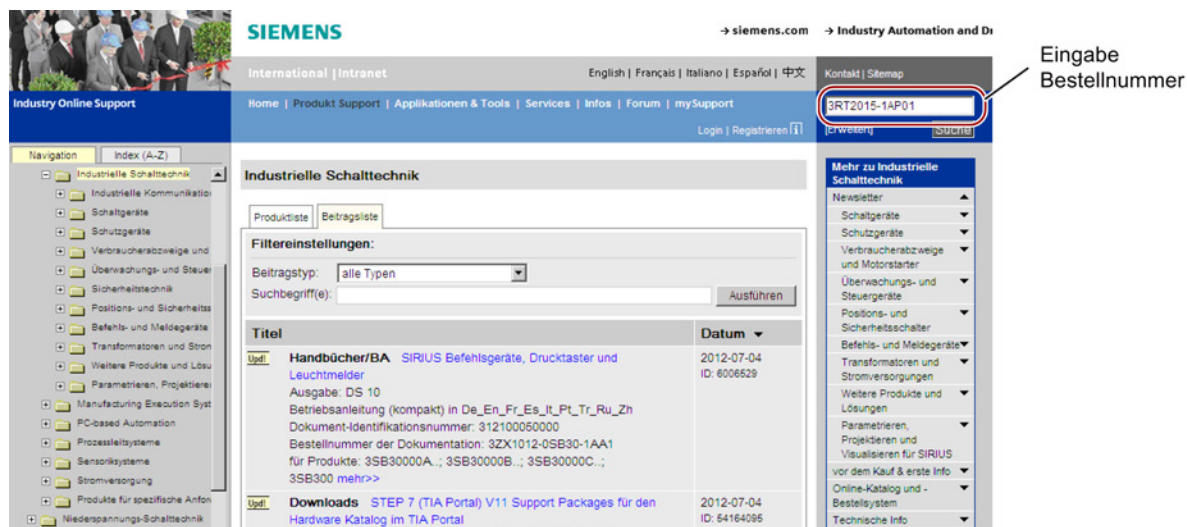 SIEMENS
→ siemens.com → Industry Automation and Dr
Eingabe
Bestellnummer
International | Intranet
English | Français | Italiano | Español | 中文
Kontakt | Sitemap
Industry Online Support
Home | Produkt Support | Applikationen & Tools | Services | Infos | Forum | mySupport
3RT2015-1AP01
Login | Registrieren
[Erweitert]
Suche
Navigation
Index (A-Z)
Industrielle Schalttechnik
Industrielle Kommunikation
Schaltgeräte
Schutzgeräte
Verbraucherabzweige und
Überwachungs- und Steuer
Sicherheitstechnik
Positions- und Sicherheitss
Befehls- und Meldegeräte
Transformatoren und Stron
Weitere Produkte und Lösu
Parametrieren, Projektierei
Manufacturing Execution Syst
PC-based Automation
Prozessleitsysteme
Sensoriksysteme
Stromversorgung
Produkte für spezifische Anfon
Niederspannungs-Schalttechnik
Industrielle Schalttechnik
Produktliste
Beitragsliste
Filtereinstellungen:
Beitragstyp: alle Typen
Suchbegriff(e):
Ausführen
Titel
Datum
Upd!
Handbücher/BA SIRIUS Befehlsgeräte, Drucktaster und
Leuchtmelder
2012-07-04
ID: 6006529
Ausgabe: DS 10
Betriebsanleitung (kompakt) in De_En_Fr_Es_It_Pt_Tr_Ru_Zh
Dokument-Identifikationsnummer: 312100050000
Bestellnummer der Dokumentation: 3ZX1012-0SB30-1AA1
für Produkte: 3SB30000A..; 3SB30000B..; 3SB30000C..;
3SB300 mehr>>
Upd!
Downloads STEP 7 (TIA Portal) V11 Support Packages für den
Hardware Katalog im TIA Portal
2012-07-04
ID: 54164095
Mehr zu Industrielle
Schalttechnik
Newsletter
Schaltgeräte
Schutzgeräte
Verbraucherabzweige
und Motorstarter
Überwachungs- und
Steuergeräte
Positions- und
Sicherheitsschalter
Befehls- und Meldegeräte
Transformatoren und
Stromversorgungen
Weitere Produkte und
Lösungen
Parametrieren,
Projektieren und
Visualisieren für SIRIUS
vor dem Kauf & erste Info
Online-Katalog und -
Bestellsystem
Technische Info